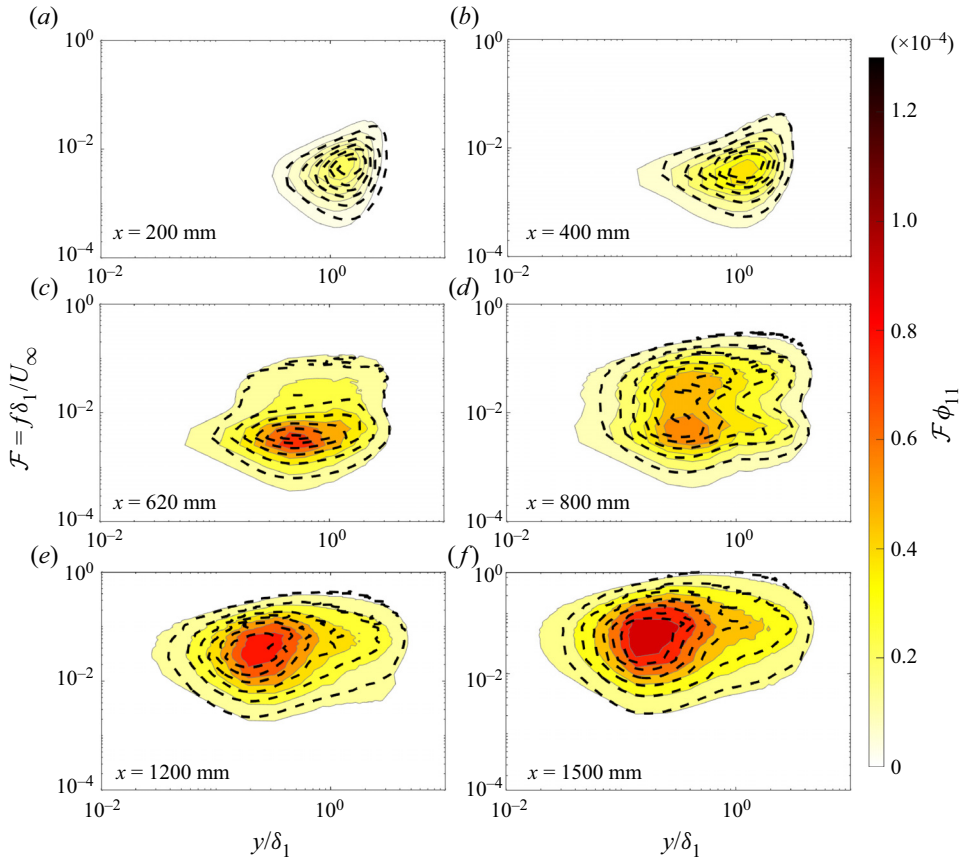 (a) (b) (×10⁻⁴)
10⁰ 10⁰
1.2
10⁻² 10⁻²
1.0
x = 200 mm x = 400 mm
10⁻⁴ 10⁻⁴
10⁻² 10⁰ 10⁻² 10⁰
(c) (d)
10⁰ 10⁰
0.8
ℱ = fδ₁/U∞
10⁻² 10⁻²
ℱϕ₁₁
0.6
x = 620 mm x = 800 mm
10⁻⁴ 10⁻⁴
10⁻² 10⁰ 10⁻² 10⁰
(e) (f)
10⁰ 10⁰
0.4
10⁻² 10⁻²
0.2
x = 1200 mm x = 1500 mm
10⁻⁴ 10⁻⁴
0
10⁻² 10⁰ 10⁻² 10⁰
y/δ₁ y/δ₁